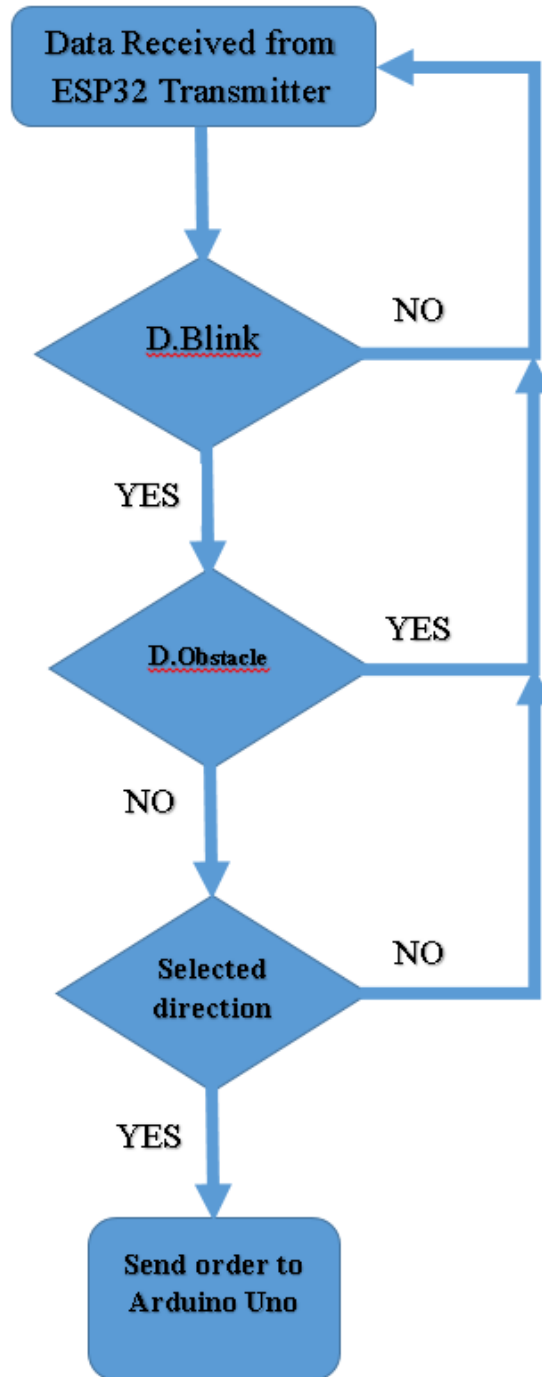 Data Received from
ESP32 Transmitter
D.Blink
NO
YES
D.Obstacle
YES
NO
Selected
direction
NO
YES
Send order to
Arduino Uno